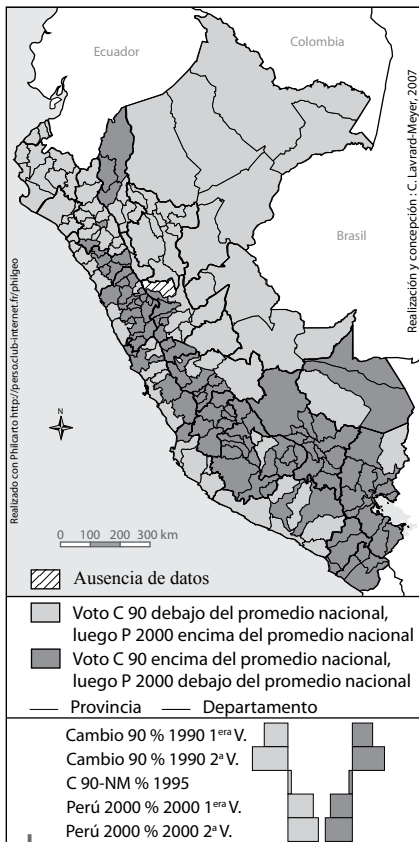 Ecuador
Colombia
Brasil
Realización y concepción : C. Lavrard-Meyer, 2007
Realizado con Philcarto http://perso.club-internet.fr/philgeo
N
0 100 200 300 km
Ausencia de datos
Voto C 90 debajo del promedio nacional,
luego P 2000 encima del promedio nacional
Voto C 90 encima del promedio nacional,
luego P 2000 debajo del promedio nacional
Provincia Departamento
Cambio 90 % 1990 1era V.
Cambio 90 % 1990 2a V.
C 90-NM % 1995
Perú 2000 % 2000 1era V.
Perú 2000 % 2000 2a V.